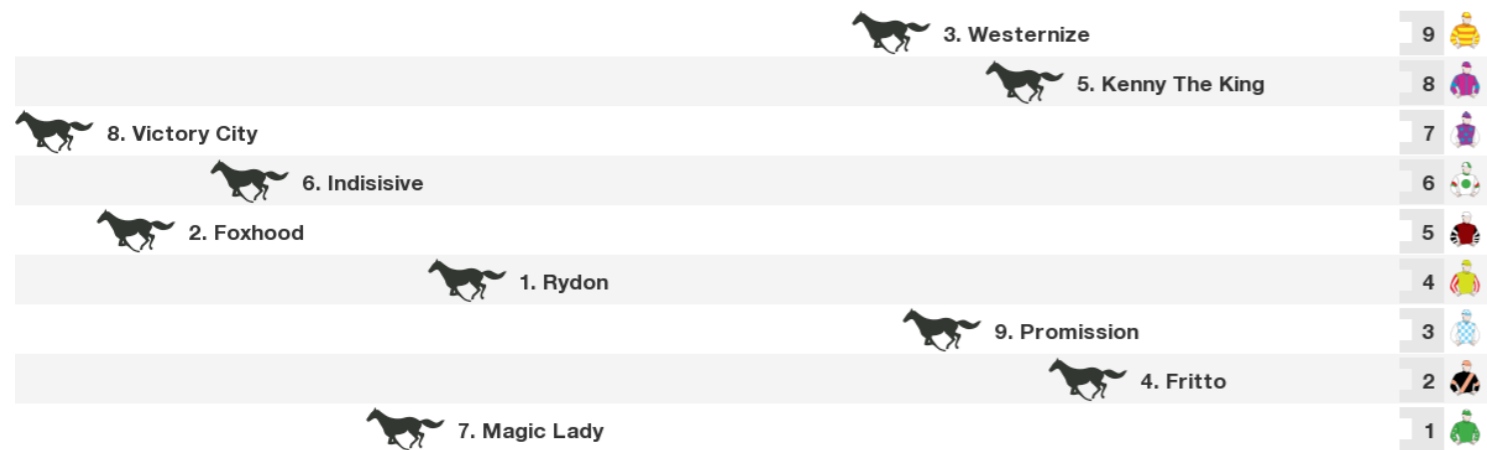 3. Westernize 9
5. Kenny The King 8
8. Victory City 7
6. Indisisive 6
2. Foxhood 5
1. Rydon 4
9. Promission 3
4. Fritto 2
7. Magic Lady 1